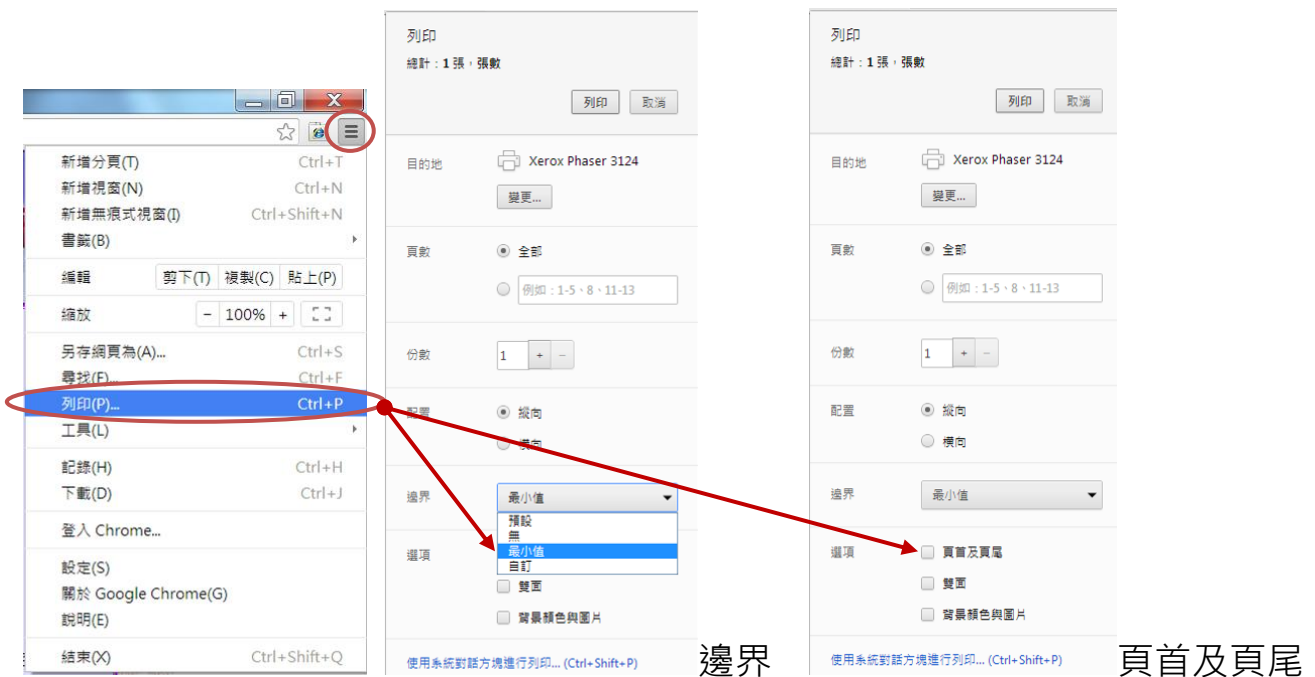 新增分頁(T) Ctrl+T
新增視窗(N) Ctrl+N
新增無痕式視窗(I) Ctrl+Shift+N
書籤(B)
編輯 剪下(T) 複製(C) 貼上(P)
縮放 − 100% +
另存網頁為(A)... Ctrl+S
尋找(F)... Ctrl+F
列印(P)... Ctrl+P
工具(L)
記錄(H) Ctrl+H
下載(D) Ctrl+J
登入 Chrome...
設定(S)
關於 Google Chrome(G)
說明(E)
結束(X) Ctrl+Shift+Q
列印
總計：1 張，張數
列印 取消
目的地 Xerox Phaser 3124
變更...
頁數 全部
例如：1-5、8、11-13
份數 1 + −
配置 縱向
橫向
邊界 最小值
預設
無
最小值
自訂
選項
雙面
背景顏色與圖片
使用系統對話方塊進行列印... (Ctrl+Shift+P)
邊界
列印
總計：1 張，張數
列印 取消
目的地 Xerox Phaser 3124
變更...
頁數 全部
例如：1-5、8、11-13
份數 1 + −
配置 縱向
橫向
邊界 最小值
選項 頁首及頁尾
雙面
背景顏色與圖片
使用系統對話方塊進行列印... (Ctrl+Shift+P)
頁首及頁尾